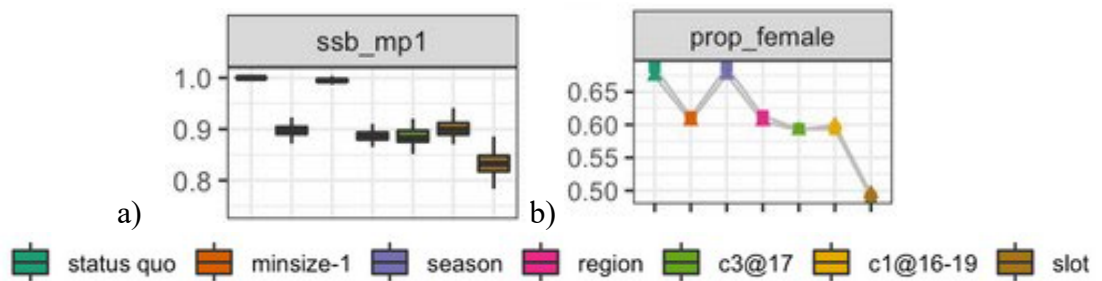 ssb_mp1
1.0
0.9
0.8
a)
prop_female
0.65
0.60
0.55
0.50
b)
status quo minsize-1 season region c3@17 c1@16-19 slot